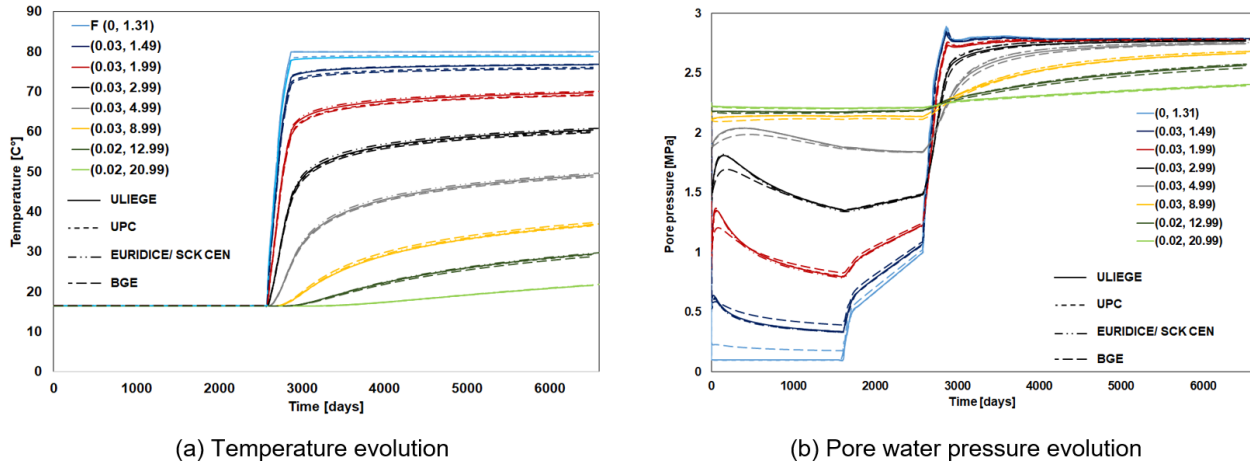 90
80
70
60
50
40
30
20
10
0
Temperature [C°]
F (0, 1.31)
(0.03, 1.49)
(0.03, 1.99)
(0.03, 2.99)
(0.03, 4.99)
(0.03, 8.99)
(0.02, 12.99)
(0.02, 20.99)
ULIEGE
UPC
EURIDICE/ SCK CEN
BGE
0 1000 2000 3000 4000 5000 6000
Time [days]
(a) Temperature evolution
3
2.5
2
1.5
1
0.5
0
Pore pressure [MPa]
(0, 1.31)
(0.03, 1.49)
(0.03, 1.99)
(0.03, 2.99)
(0.03, 4.99)
(0.03, 8.99)
(0.02, 12.99)
(0.02, 20.99)
ULIEGE
UPC
EURIDICE/ SCK CEN
BGE
0 1000 2000 3000 4000 5000 6000
Time [days]
(b) Pore water pressure evolution